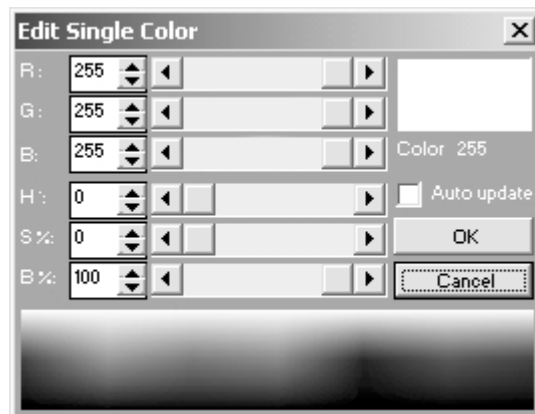 Edit Single Color
R: 255
G: 255
B: 255
Color 255
H°: 0
Auto update
S%: 0
OK
B%: 100
Cancel